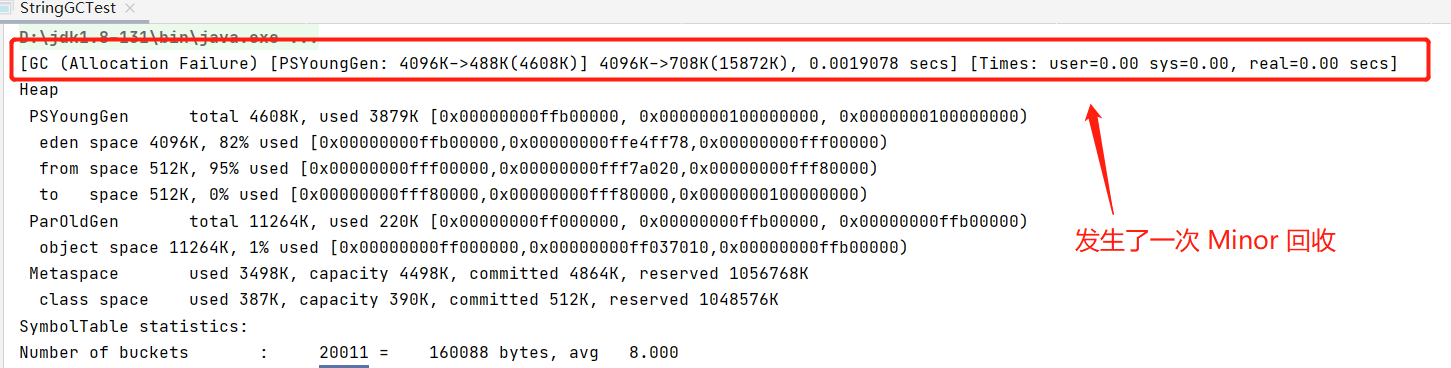 StringGCTest ×
D:\jdk1.8-131\bin\java.exe ...
[GC (Allocation Failure) [PSYoungGen: 4096K->488K(4608K)] 4096K->708K(15872K), 0.0019078 secs] [Times: user=0.00 sys=0.00, real=0.00 secs]
Heap
PSYoungGen total 4608K, used 3879K [0x00000000ffb00000, 0x0000000100000000, 0x0000000100000000)
eden space 4096K, 82% used [0x00000000ffb00000,0x00000000ffe4ff78,0x00000000fff00000)
from space 512K, 95% used [0x00000000fff00000,0x00000000fff7a020,0x00000000fff80000)
to space 512K, 0% used [0x00000000fff80000,0x00000000fff80000,0x0000000100000000)
ParOldGen total 11264K, used 220K [0x00000000ff000000, 0x00000000ffb00000, 0x00000000ffb00000)
object space 11264K, 1% used [0x00000000ff000000,0x00000000ff037010,0x00000000ffb00000)
发生了一次 Minor 回收
Metaspace used 3498K, capacity 4498K, committed 4864K, reserved 1056768K
class space used 387K, capacity 390K, committed 512K, reserved 1048576K
SymbolTable statistics:
Number of buckets : 20011 = 160088 bytes, avg 8.000